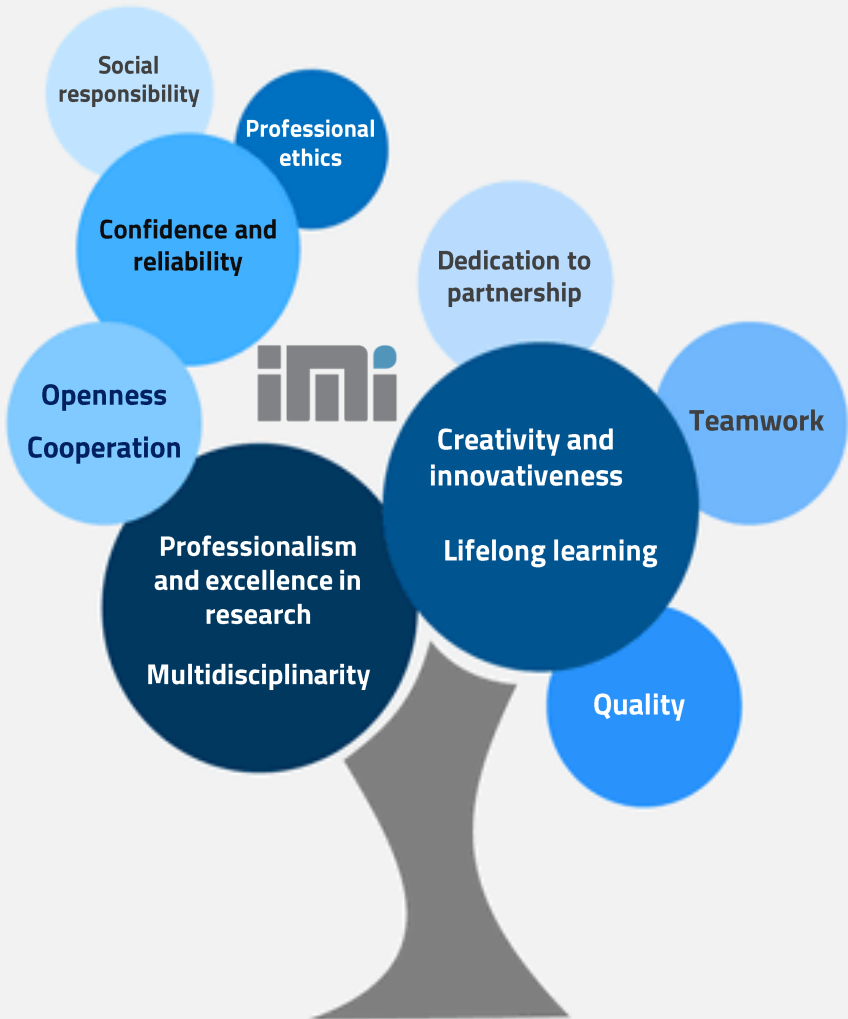 Social
responsibility
Professional
ethics
Confidence and
reliability
Dedication to
partnership
Openness
Cooperation
imi
Creativity and
innovativeness
Lifelong learning
Teamwork
Professionalism
and excellence in
research
Multidisciplinarity
Quality